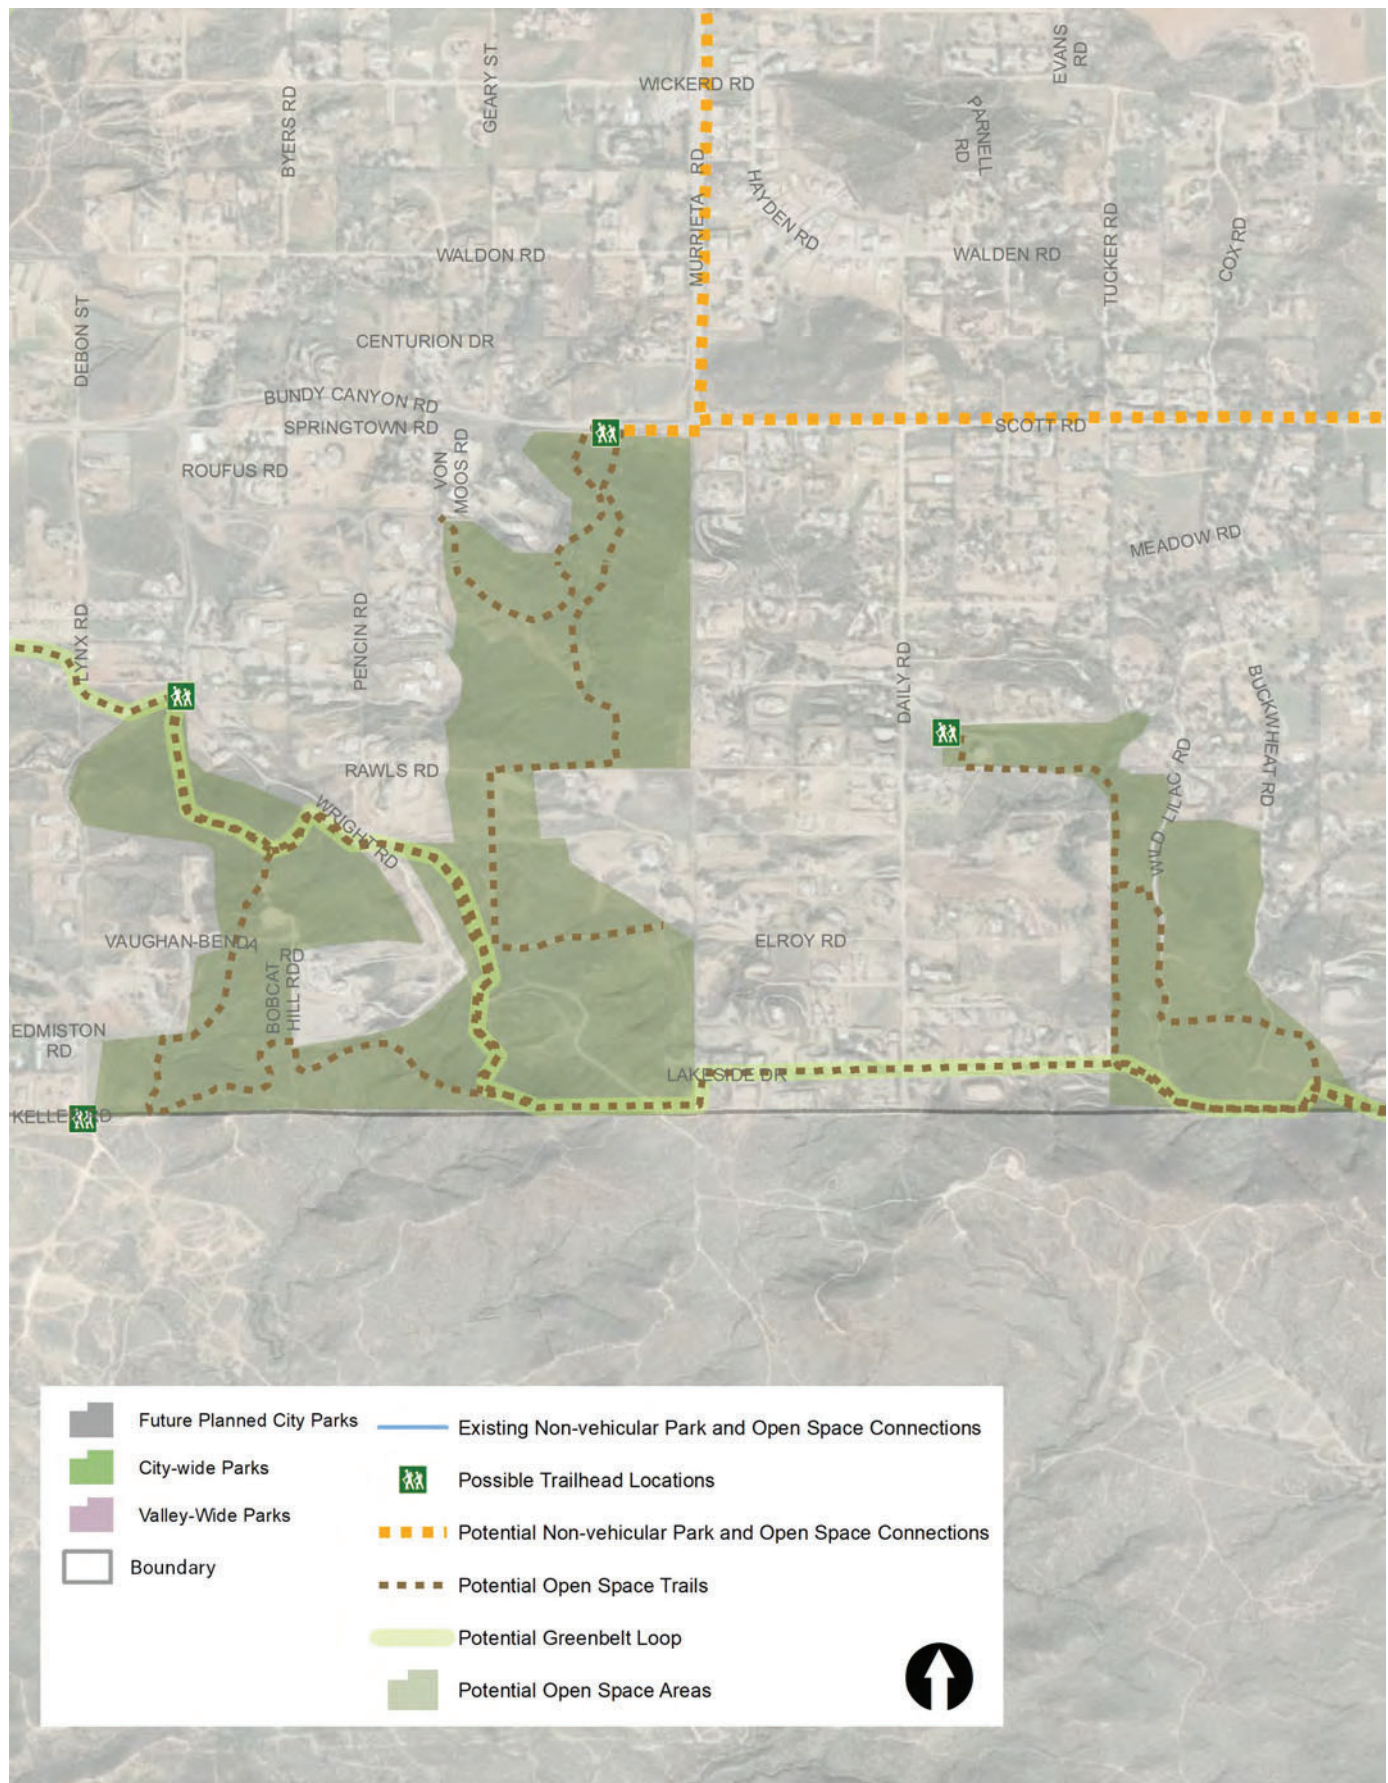 EVANS
RD
WICKERD RD
GEARY ST
BYERS RD
PARNELL
RD
MURRIETA RD
HAYDEN RD
WALDON RD
WALDEN RD
TUCKER RD
COX RD
DEBON ST
CENTURION DR
BUNDY CANYON RD
SPRINGTOWN RD
SCOTT RD
ROUFUS RD
VON
MOOS RD
MEADOW RD
LYNX RD
PENCIN RD
DAILY RD
BUCKWHEAT RD
RAWLS RD
WILD LILAC RD
WRIGHT RD
VAUGHAN-BENDA
RD
ELROY RD
BOBCAT
HILL RD
EDMISTON
RD
LAKESIDE DR
KELLER RD
Future Planned City Parks
City-wide Parks
Valley-Wide Parks
Boundary
Existing Non-vehicular Park and Open Space Connections
Possible Trailhead Locations
Potential Non-vehicular Park and Open Space Connections
Potential Open Space Trails
Potential Greenbelt Loop
Potential Open Space Areas